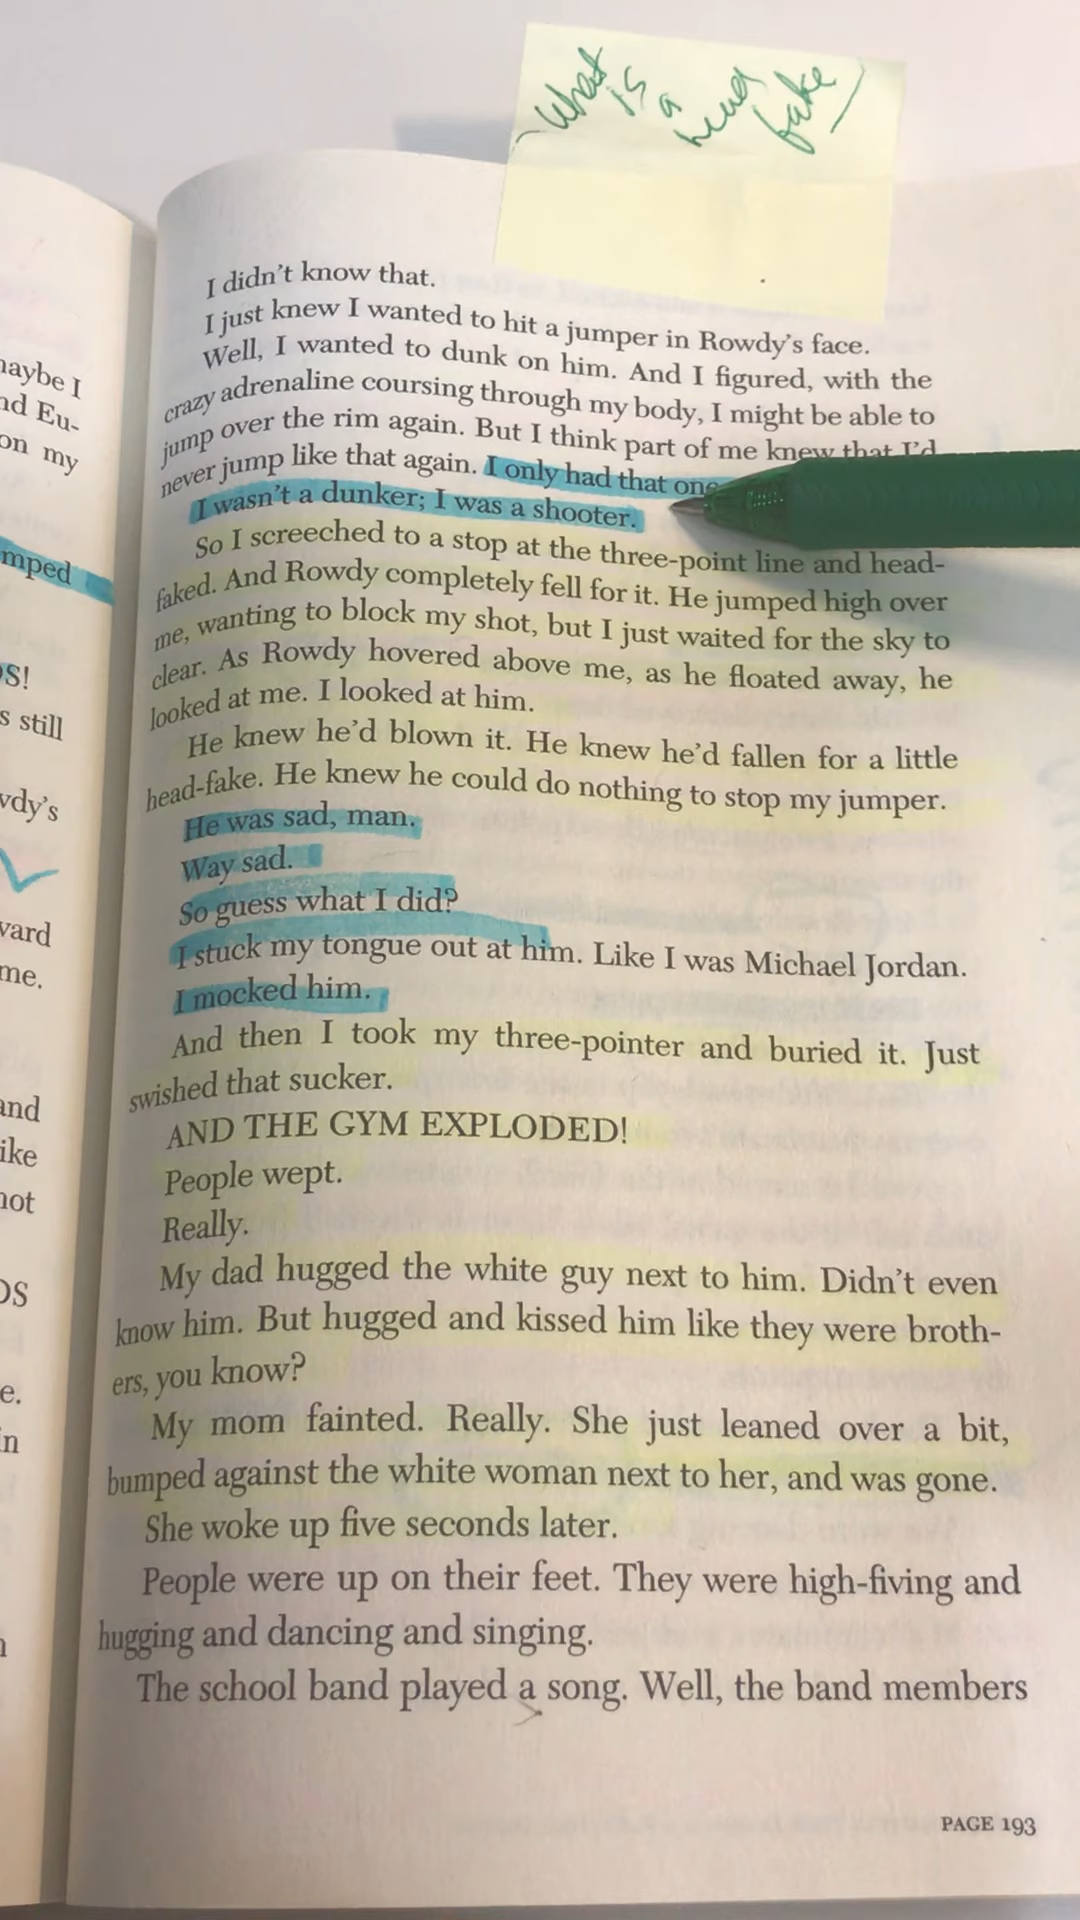 What is a head fake
I didn't know that.
I just knew I wanted to hit a jumper in Rowdy's face.
Well, I wanted to dunk on him. And I figured, with the
crazy adrenaline coursing through my body, I might be able to
jump over the rim again. But I think part of me knew that I'd
never jump like that again. I only had that one
I wasn't a dunker; I was a shooter.
So I screeched to a stop at the three-point line and head-
faked. And Rowdy completely fell for it. He jumped high over
me, wanting to block my shot, but I just waited for the sky to
clear. As Rowdy hovered above me, as he floated away, he
looked at me. I looked at him.
He knew he'd blown it. He knew he'd fallen for a little
head-fake. He knew he could do nothing to stop my jumper.
He was sad, man.
Way sad.
So guess what I did?
I stuck my tongue out at him. Like I was Michael Jordan.
I mocked him.
And then I took my three-pointer and buried it. Just
swished that sucker.
AND THE GYM EXPLODED!
People wept.
Really.
My dad hugged the white guy next to him. Didn't even
know him. But hugged and kissed him like they were broth-
ers, you know?
My mom fainted. Really. She just leaned over a bit,
bumped against the white woman next to her, and was gone.
She woke up five seconds later.
People were up on their feet. They were high-fiving and
hugging and dancing and singing.
The school band played a song. Well, the band members
PAGE 193